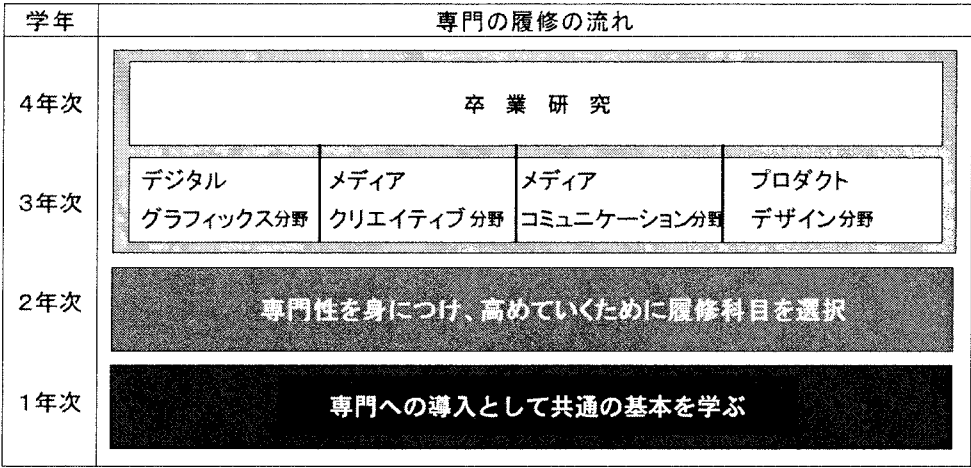 学年 専門の履修の流れ
4年次 卒業研究
3年次 デジタル メディア メディア プロダクト
グラフィックス分野 クリエイティブ分野 コミュニケーション分野 デザイン分野
2年次 専門性を身につけ、高めていくために履修科目を選択
1年次 専門への導入として共通の基本を学ぶ